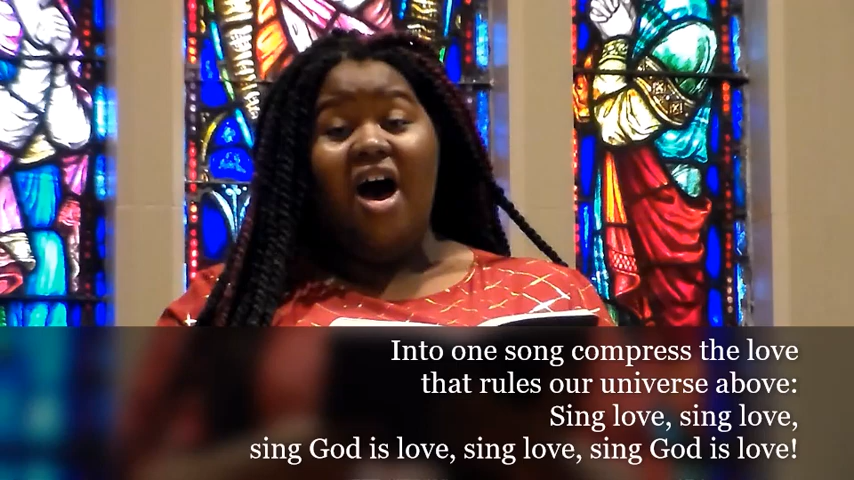 Into one song compress the love
that rules our universe above:
Sing love, sing love,
sing God is love, sing love, sing God is love!